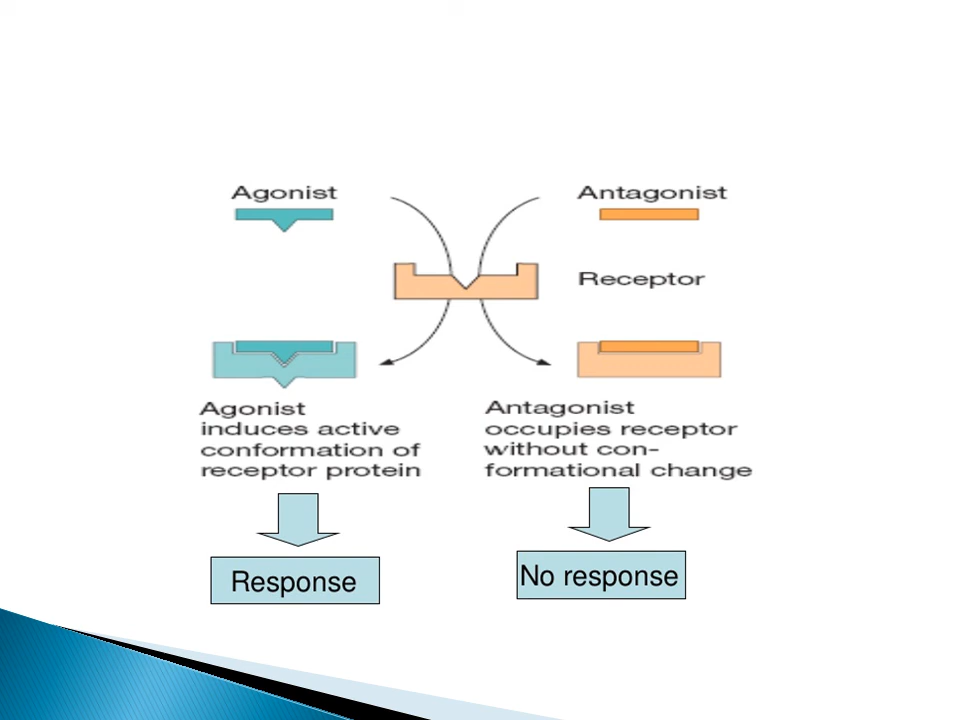 Agonist
Antagonist
Receptor
Agonist
induces active
conformation of
receptor protein
Antagonist
occupies receptor
without con-
formational change
Response
No response